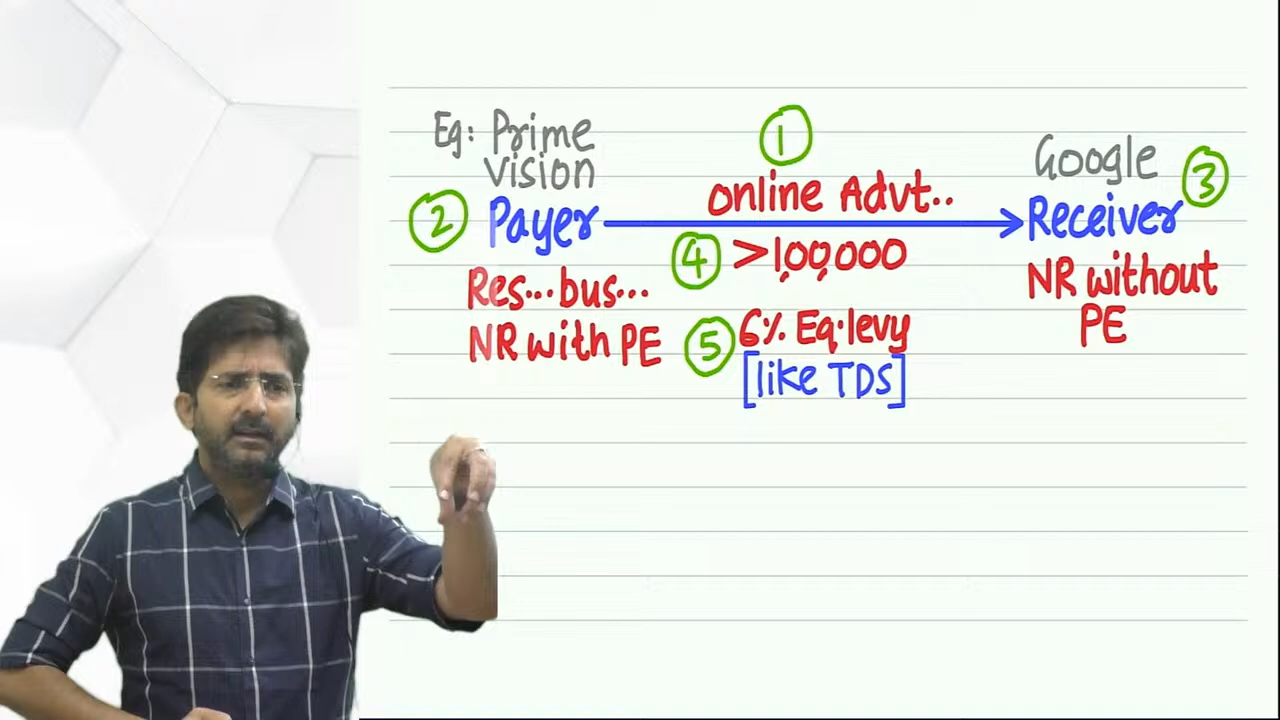 Eg: Prime
vision
①
Google
③
online Advt..
② Payer
Receiver
④ >1,00,000
Res... bus...
NR with PE
NR without
PE
⑤ 6% Eq.levy
[like TDS]